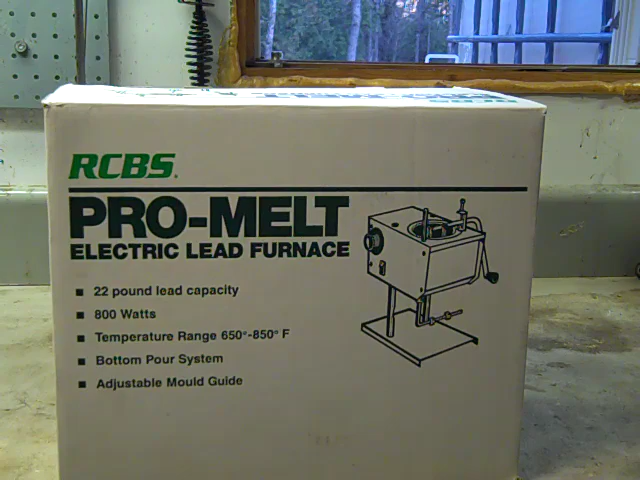 RCBS.
PRO-MELT
ELECTRIC LEAD FURNACE
■ 22 pound lead capacity
■ 800 Watts
■ Temperature Range 650°-850° F
■ Bottom Pour System
■ Adjustable Mould Guide